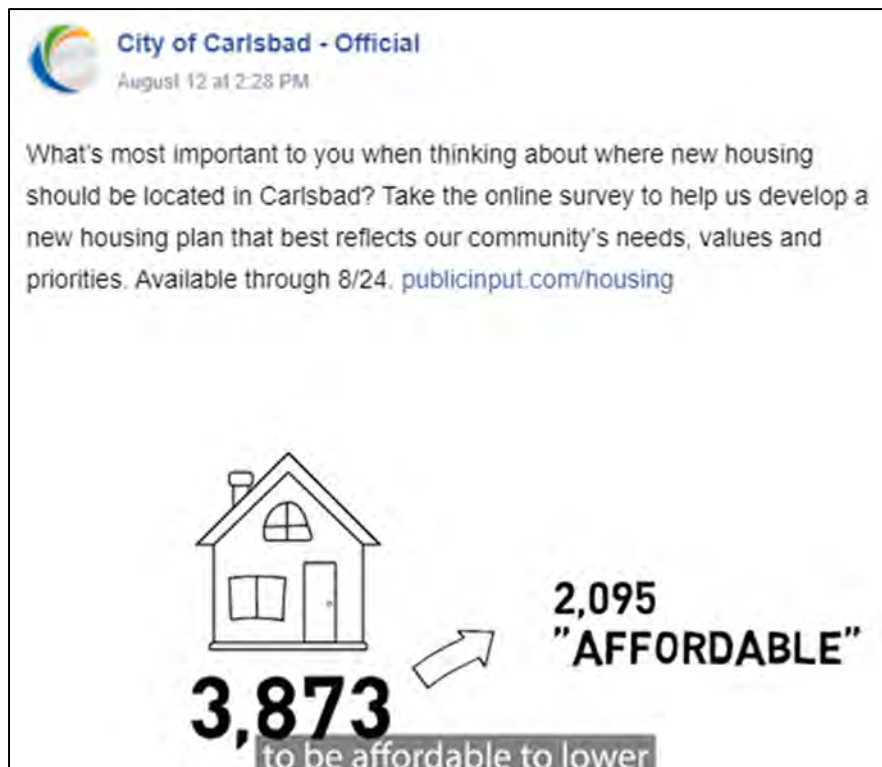 City of Carlsbad - Official
August 12 at 2:28 PM
What's most important to you when thinking about where new housing
should be located in Carlsbad? Take the online survey to help us develop a
new housing plan that best reflects our community's needs, values and
priorities. Available through 8/24. publicinput.com/housing
2,095
"AFFORDABLE"
3,873
to be affordable to lower